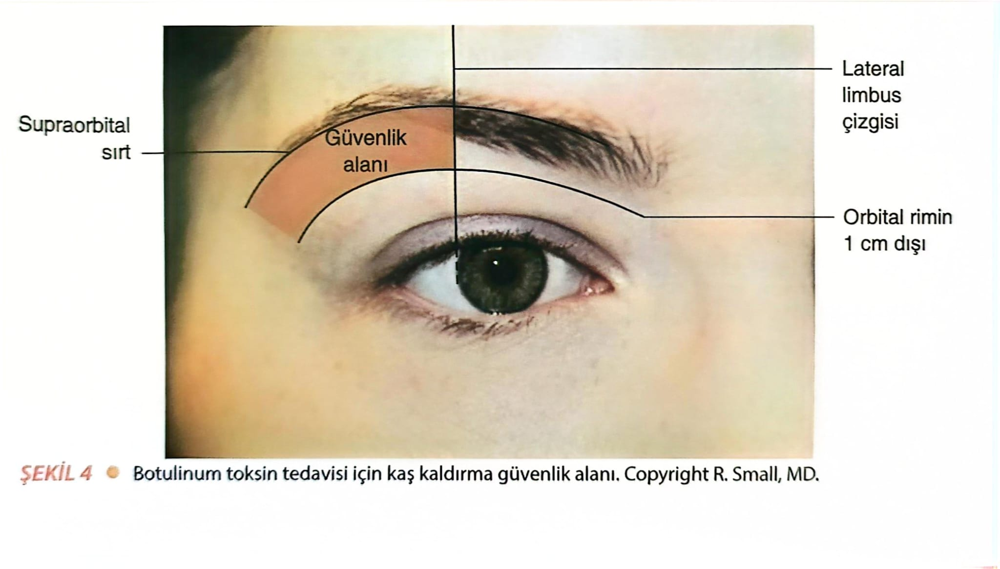 Lateral
limbus
çizgisi
Supraorbital
sırt
Güvenlik
alanı
Orbital rimin
1 cm dışı
ŞEKİL 4 ● Botulinum toksin tedavisi için kaş kaldırma güvenlik alanı. Copyright R. Small, MD.